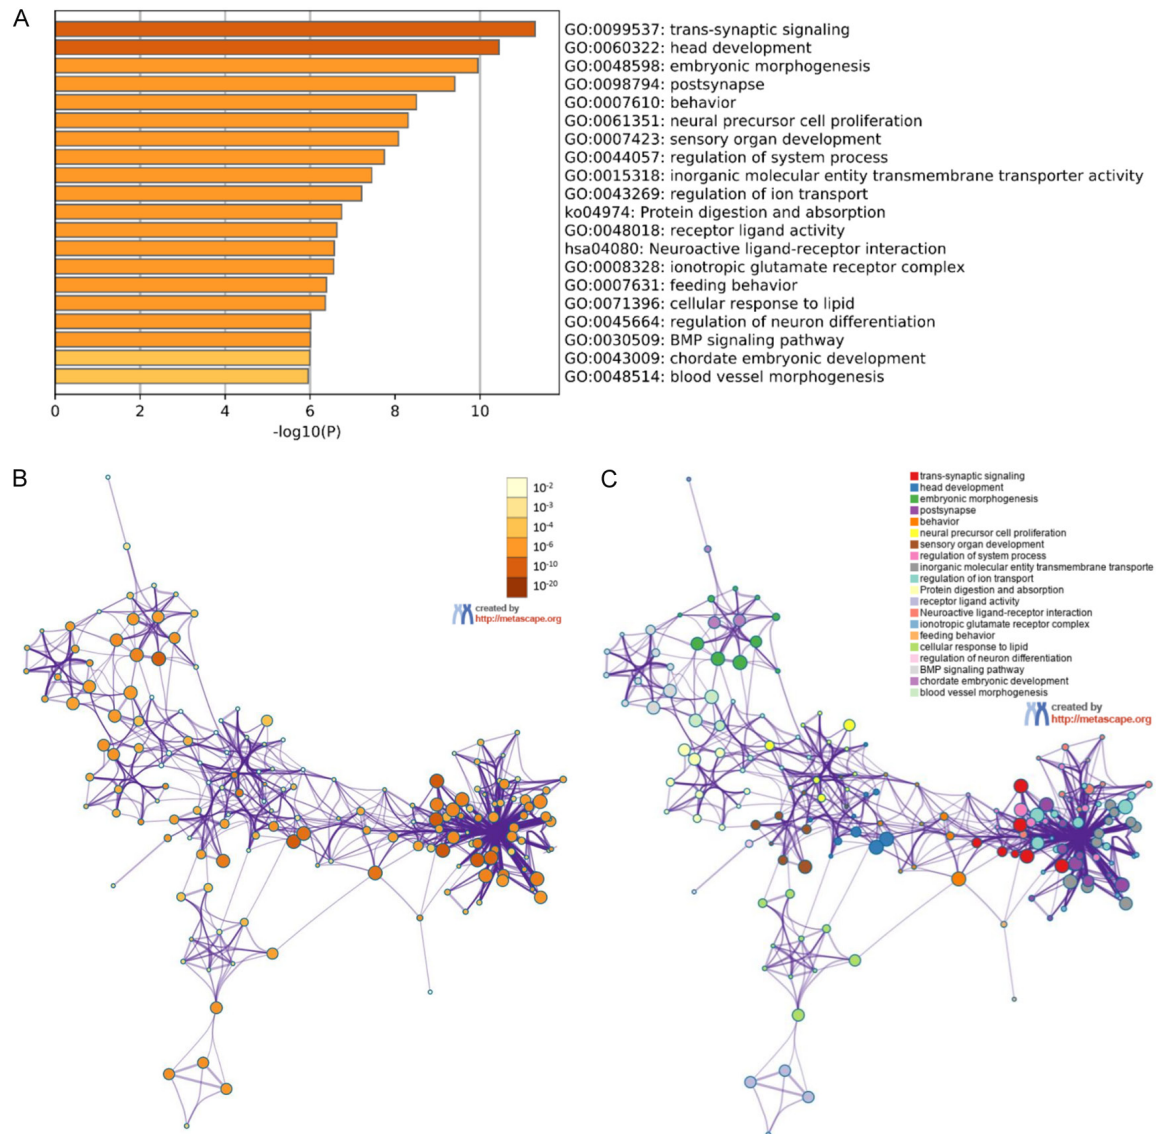 A
GO:0099537: trans-synaptic signaling
GO:0060322: head development
GO:0048598: embryonic morphogenesis
GO:0098794: postsynapse
GO:0007610: behavior
GO:0061351: neural precursor cell proliferation
GO:0007423: sensory organ development
GO:0044057: regulation of system process
GO:0015318: inorganic molecular entity transmembrane transporter activity
GO:0043269: regulation of ion transport
ko04974: Protein digestion and absorption
GO:0048018: receptor ligand activity
hsa04080: Neuroactive ligand-receptor interaction
GO:0008328: ionotropic glutamate receptor complex
GO:0007631: feeding behavior
GO:0071396: cellular response to lipid
GO:0045664: regulation of neuron differentiation
GO:0030509: BMP signaling pathway
GO:0043009: chordate embryonic development
GO:0048514: blood vessel morphogenesis
0 2 4 6 8 10
-log10(P)
B
10-2
10-3
10-4
10-6
10-10
10-20
created by
http://metascape.org
C
trans-synaptic signaling
head development
embryonic morphogenesis
postsynapse
behavior
neural precursor cell proliferation
sensory organ development
regulation of system process
inorganic molecular entity transmembrane transporte
regulation of ion transport
Protein digestion and absorption
receptor ligand activity
Neuroactive ligand-receptor interaction
ionotropic glutamate receptor complex
feeding behavior
cellular response to lipid
regulation of neuron differentiation
BMP signaling pathway
chordate embryonic development
blood vessel morphogenesis
created by
http://metascape.org